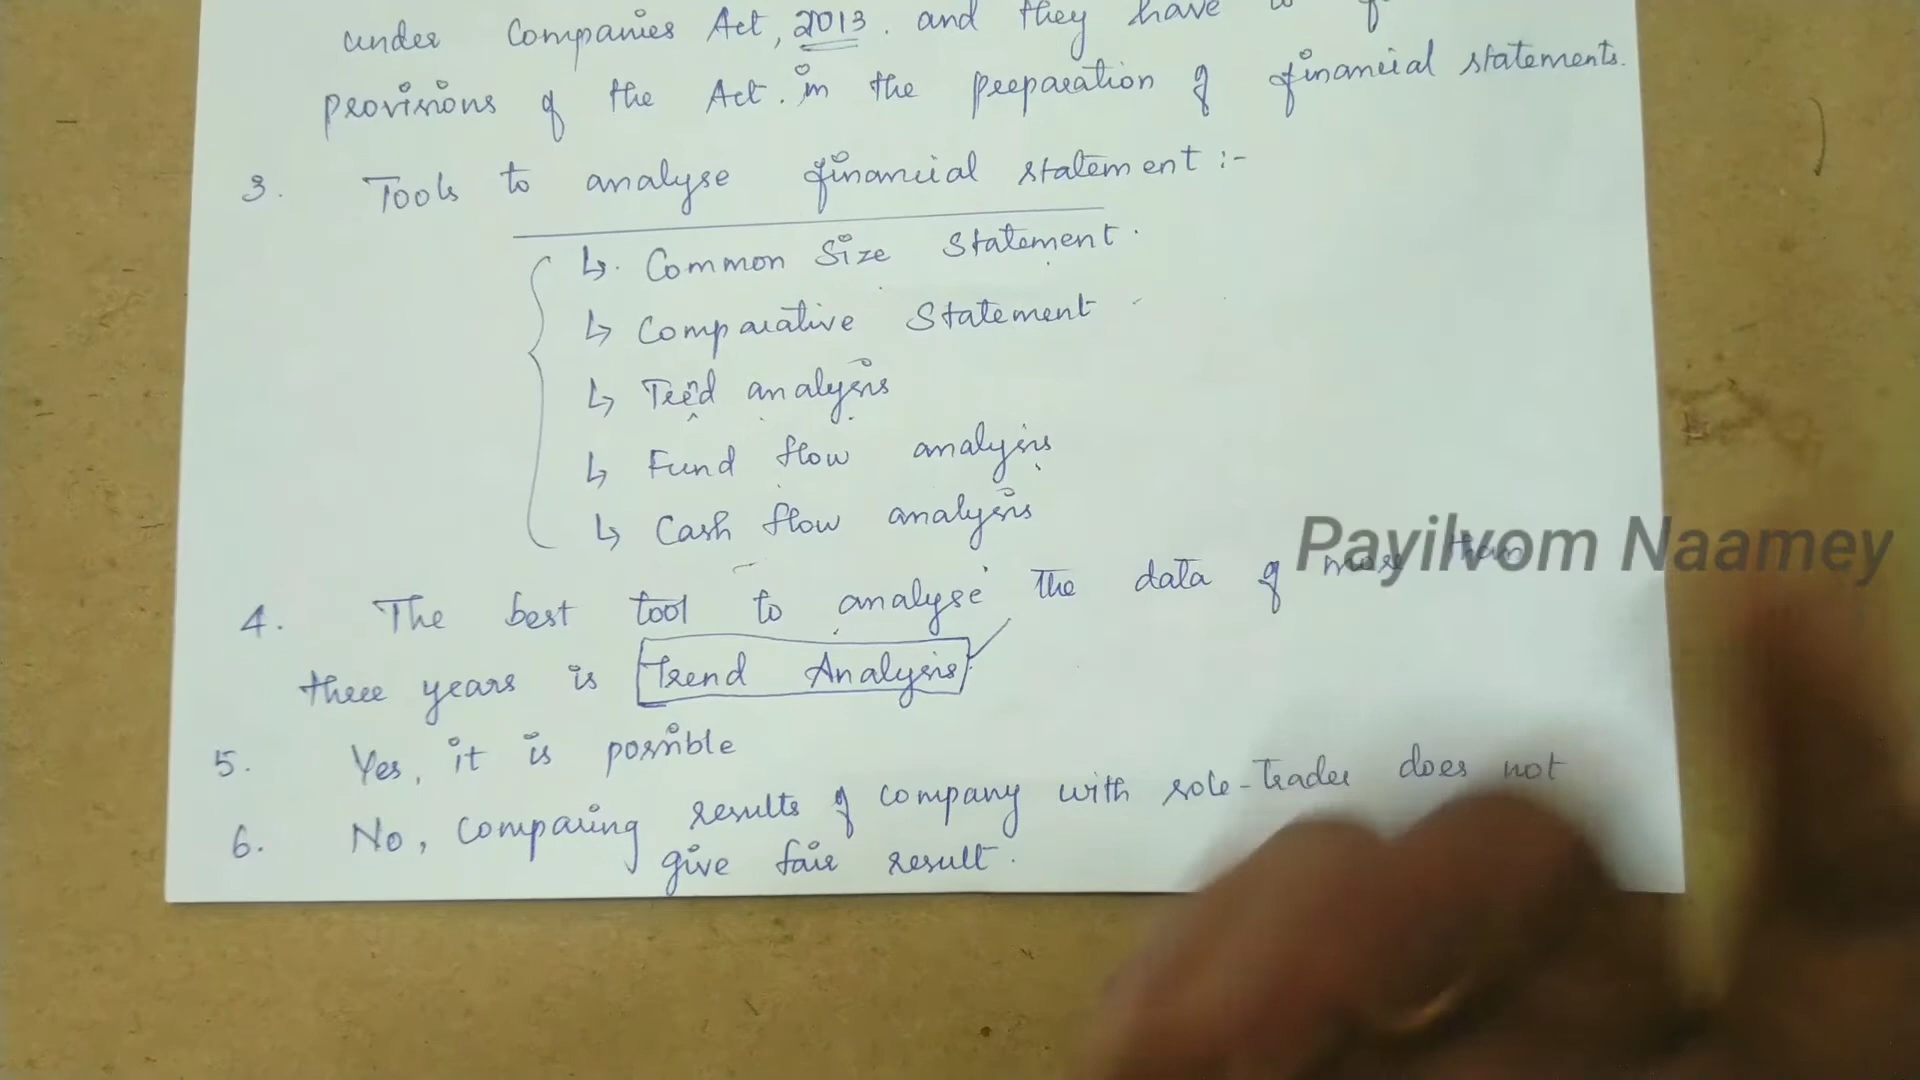 under Companies Act, 2013. and they have
provisions of the Act. in the preparation of financial statements.
3. Tools to analyse financial statement :-
↳. Common Size Statement.
↳ Comparative Statement
↳ Trend analysis
↳ Fund flow analysis
↳ Cash flow analysis
Payilvom Naamey
4. The best tool to analyse the data of more than
three years is Trend Analysis
5. Yes, it is possible
6. No, Comparing results of company with sole-trader does not
give fair result.